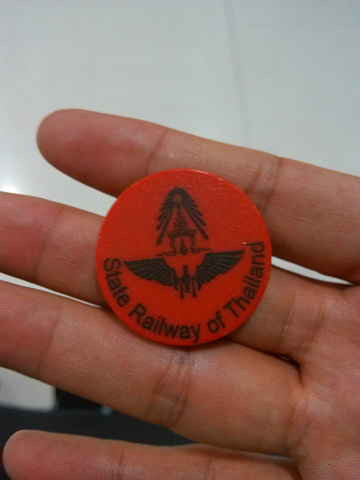 State Railway of Thailand